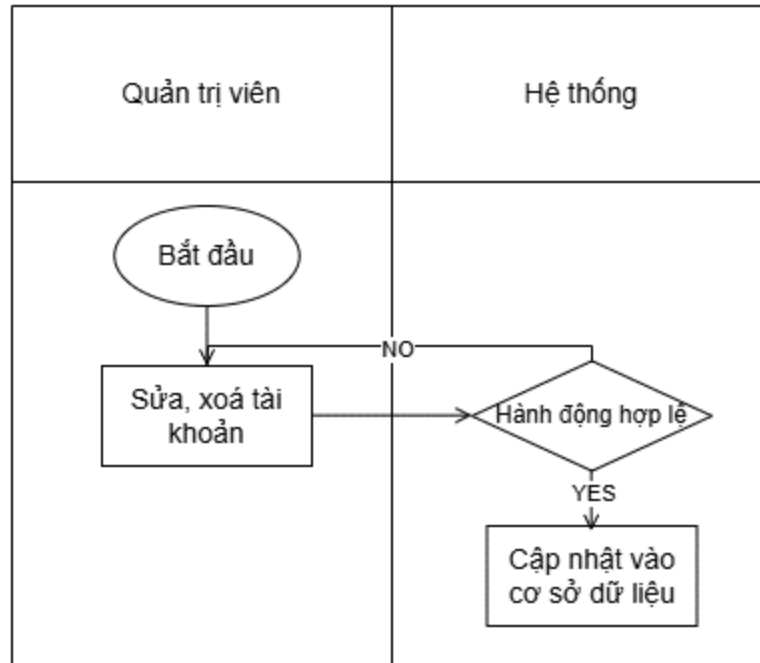 Quản trị viên
Hệ thống
Bắt đầu
NO
Sửa, xoá tài
khoản
Hành động hợp lệ
YES
Cập nhật vào
cơ sở dữ liệu